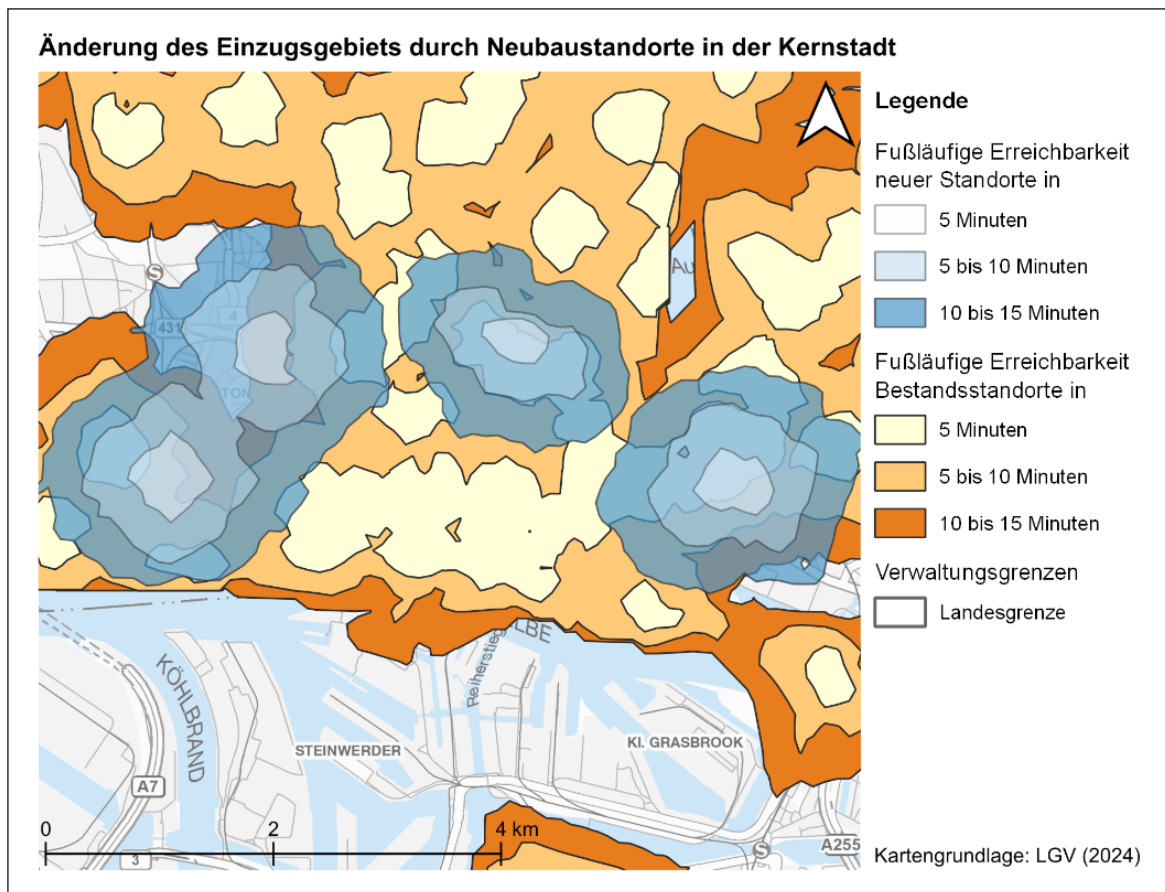 Änderung des Einzugsgebiets durch Neubaustandorte in der Kernstadt
Legende
Fußläufige Erreichbarkeit
neuer Standorte in
5 Minuten
5 bis 10 Minuten
10 bis 15 Minuten
Fußläufige Erreichbarkeit
Bestandsstandorte in
5 Minuten
5 bis 10 Minuten
10 bis 15 Minuten
Verwaltungsgrenzen
Landesgrenze
Kartengrundlage: LGV (2024)
Au
S
431
4
TON
LBE
Reiherstieg
KÖHLBRAND
STEINWERDER
KI. GRASBROOK
A7
0
2
4 km
3
S
A255